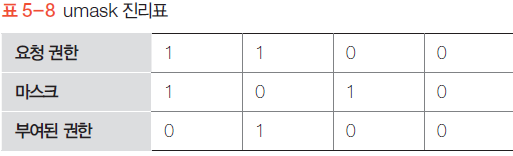 표 5-8 umask 진리표
요청 권한 1 1 0 0
마스크 1 0 1 0
부여된 권한 0 1 0 0